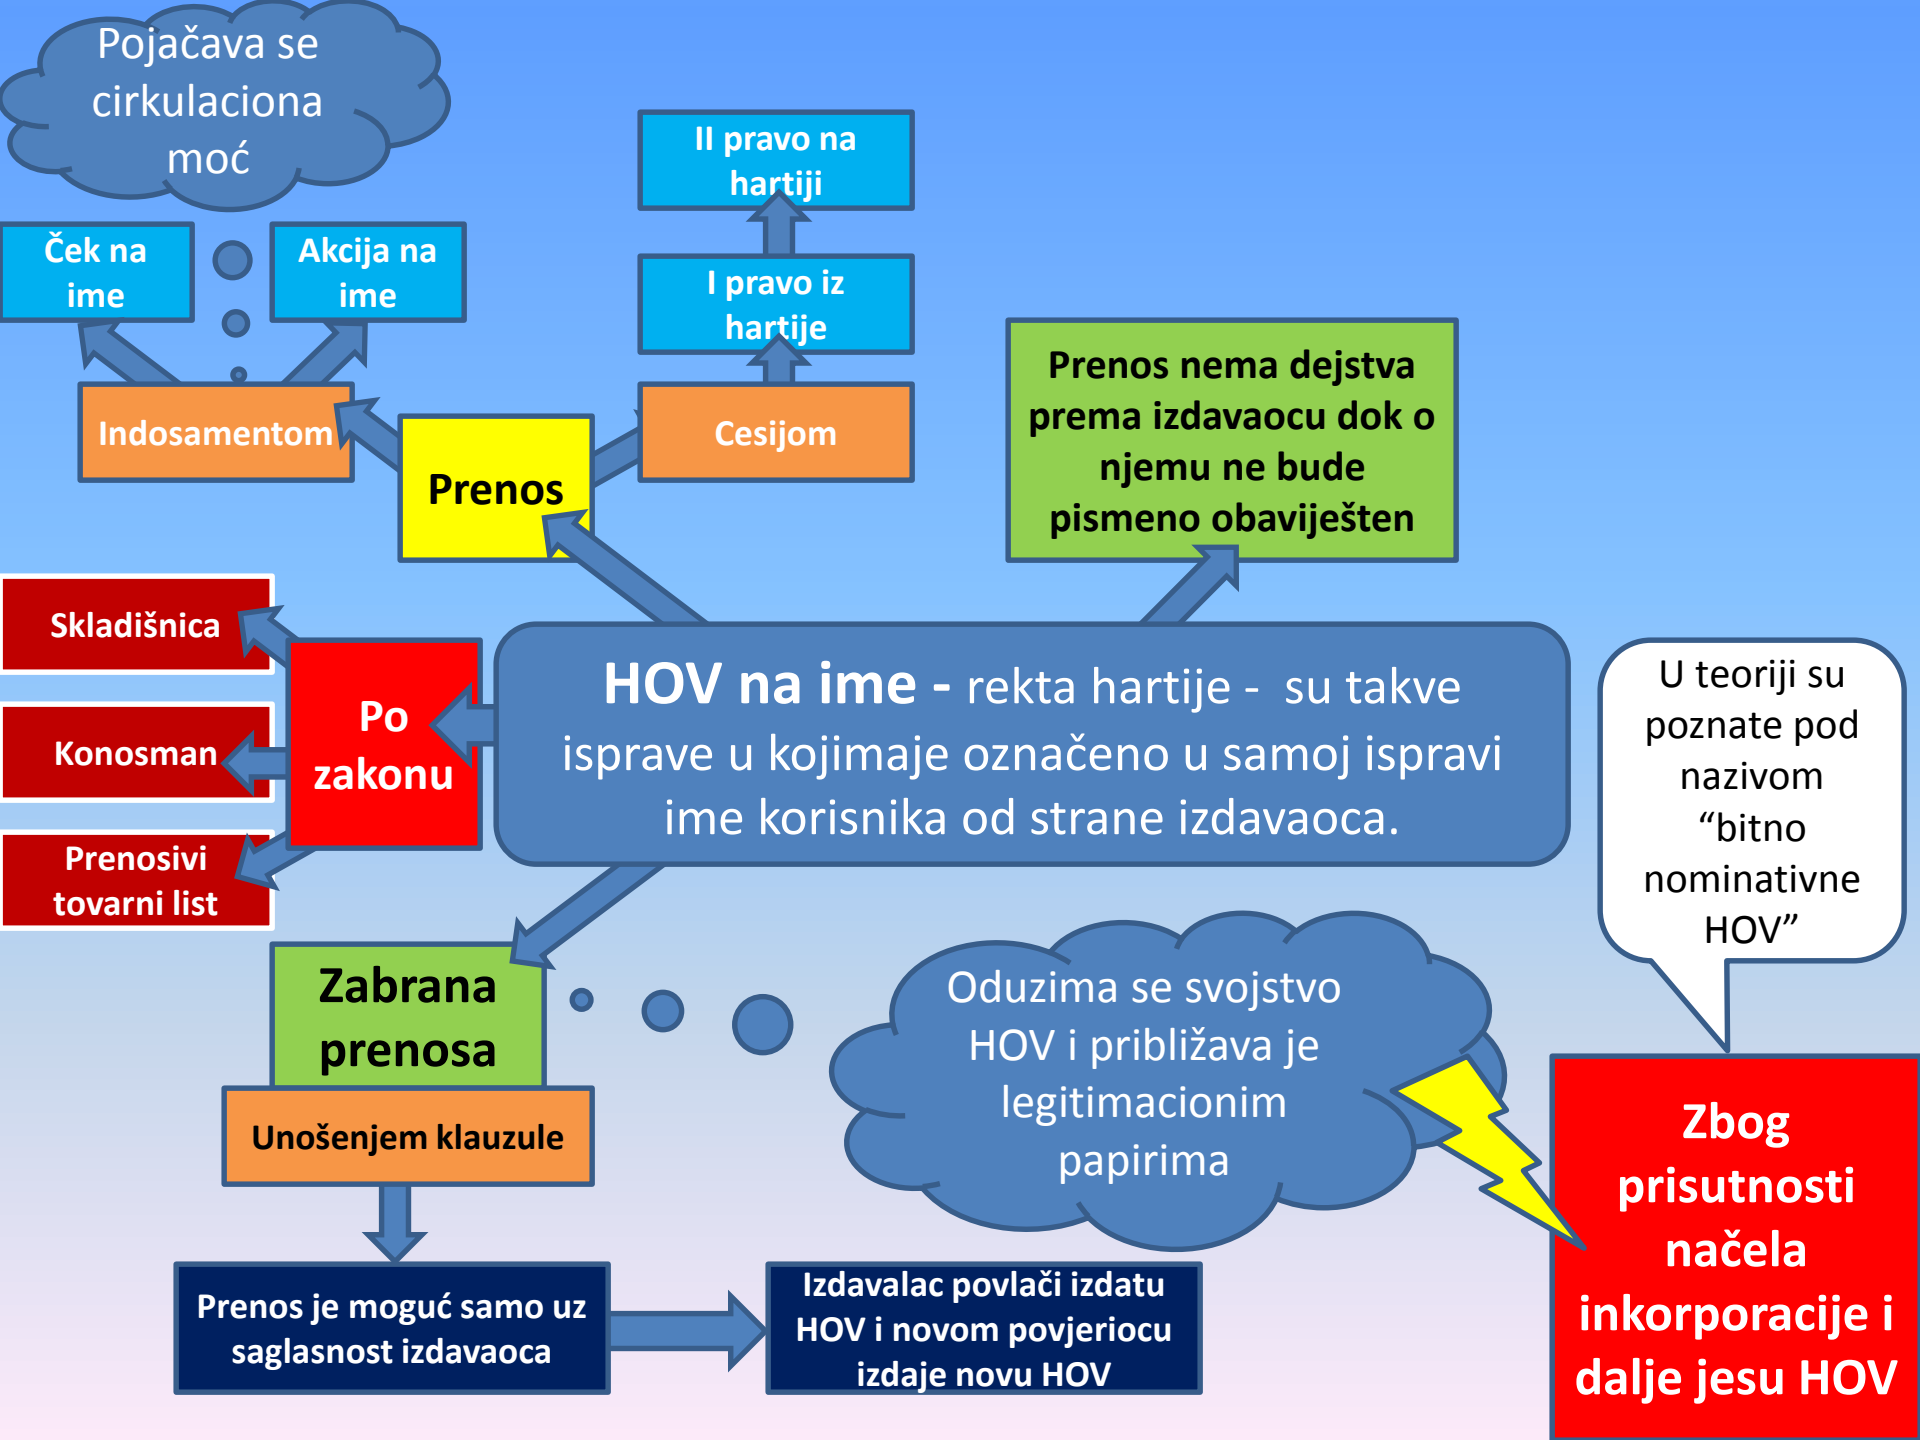 Pojačava se
cirkulaciona
moć
II pravo na
hartiji
Ček na
ime
Akcija na
ime
I pravo iz
hartije
Indosamentom
Cesijom
Prenos
Prenos nema dejstva
prema izdavaocu dok o
njemu ne bude
pismeno obaviješten
Skladišnica
Konosman
Prenosivi
tovarni list
Po
zakonu
HOV na ime - rekta hartije - su takve
isprave u kojimaje označeno u samoj ispravi
ime korisnika od strane izdavaoca.
U teoriji su
poznate pod
nazivom
“bitno
nominativne
HOV”
Zabrana
prenosa
Unošenjem klauzule
Oduzima se svojstvo
HOV i približava je
legitimacionim
papirima
Zbog
prisutnosti
načela
inkorporacije i
dalje jesu HOV
Prenos je moguć samo uz
saglasnost izdavaoca
Izdavalac povlači izdatu
HOV i novom povjeriocu
izdaje novu HOV